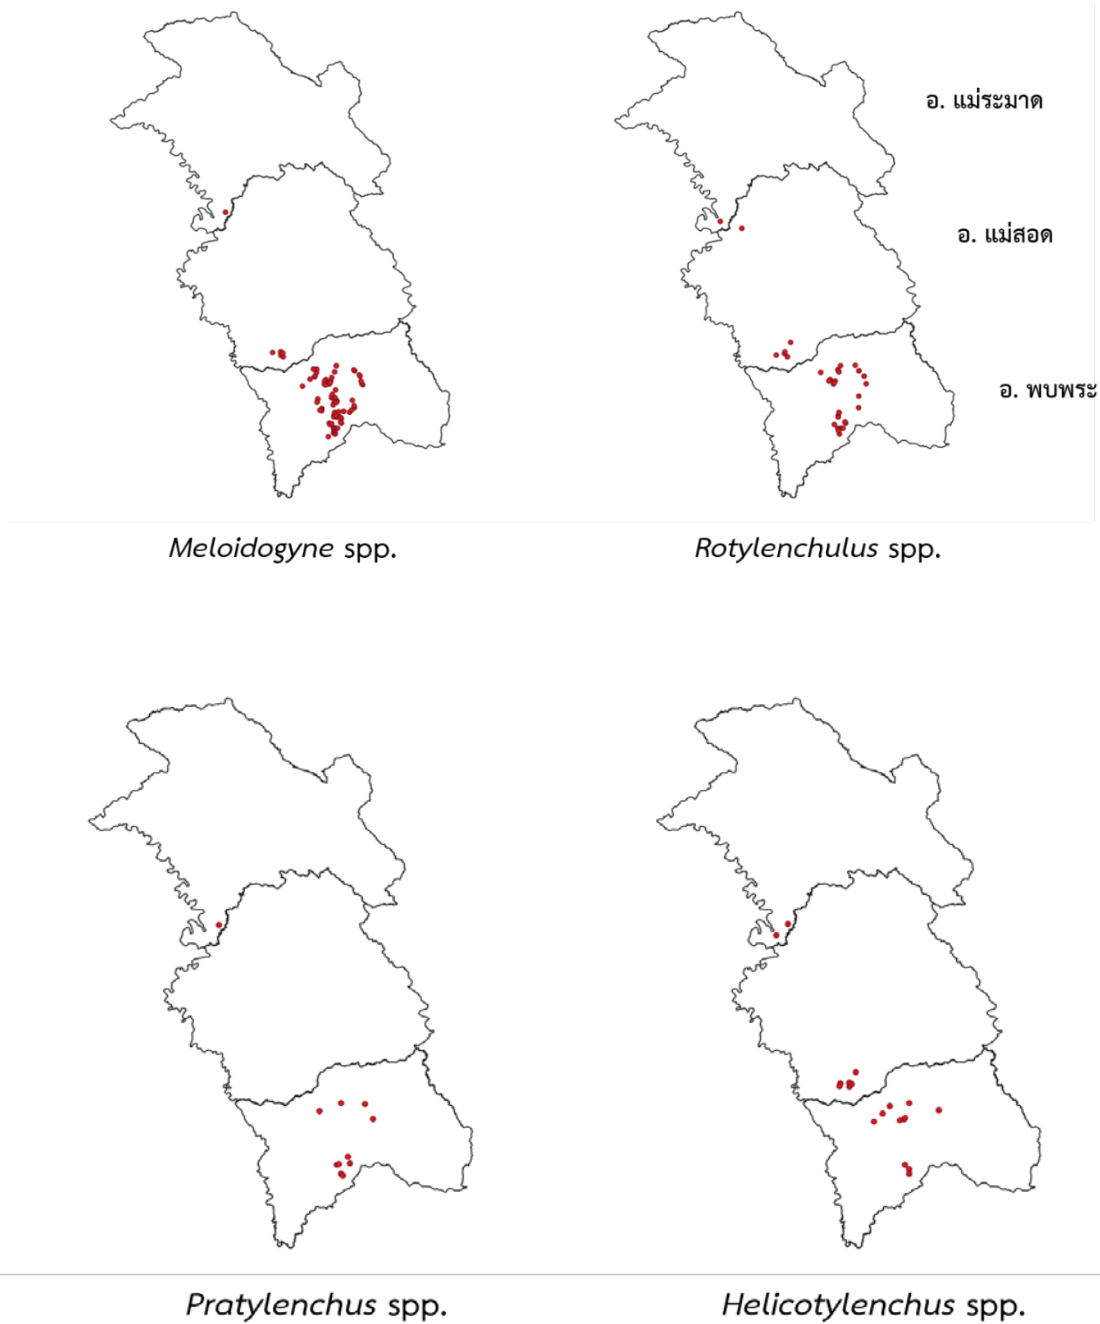 อ. แม่ระมาด
อ. แม่สอด
อ. พบพระ
Meloidogyne spp.
Rotylenchulus spp.
Pratylenchus spp.
Helicotylenchus spp.